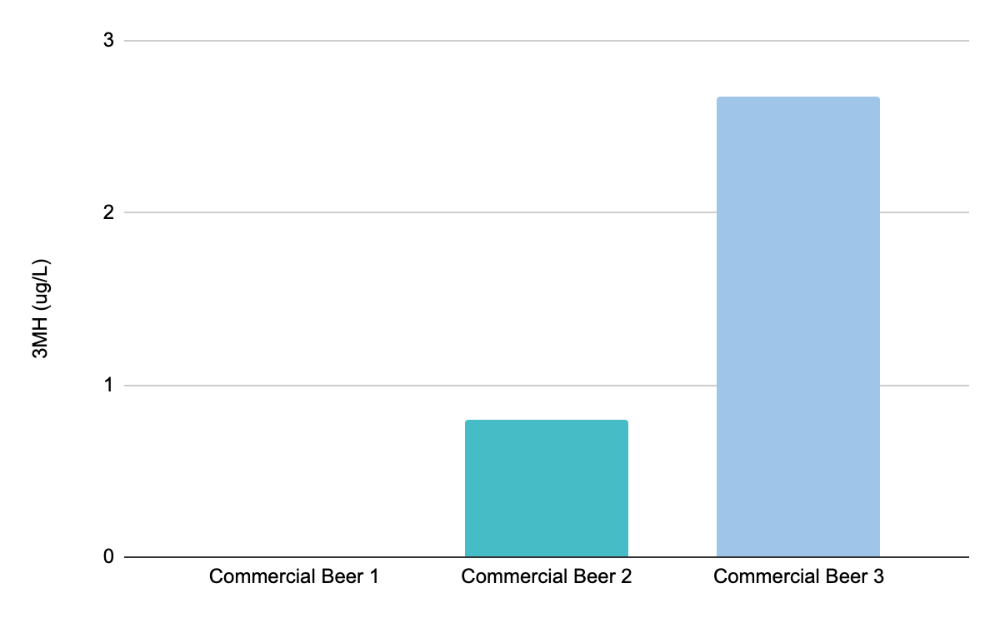 3
2
1
0
3MH (ug/L)
Commercial Beer 1
Commercial Beer 2
Commercial Beer 3